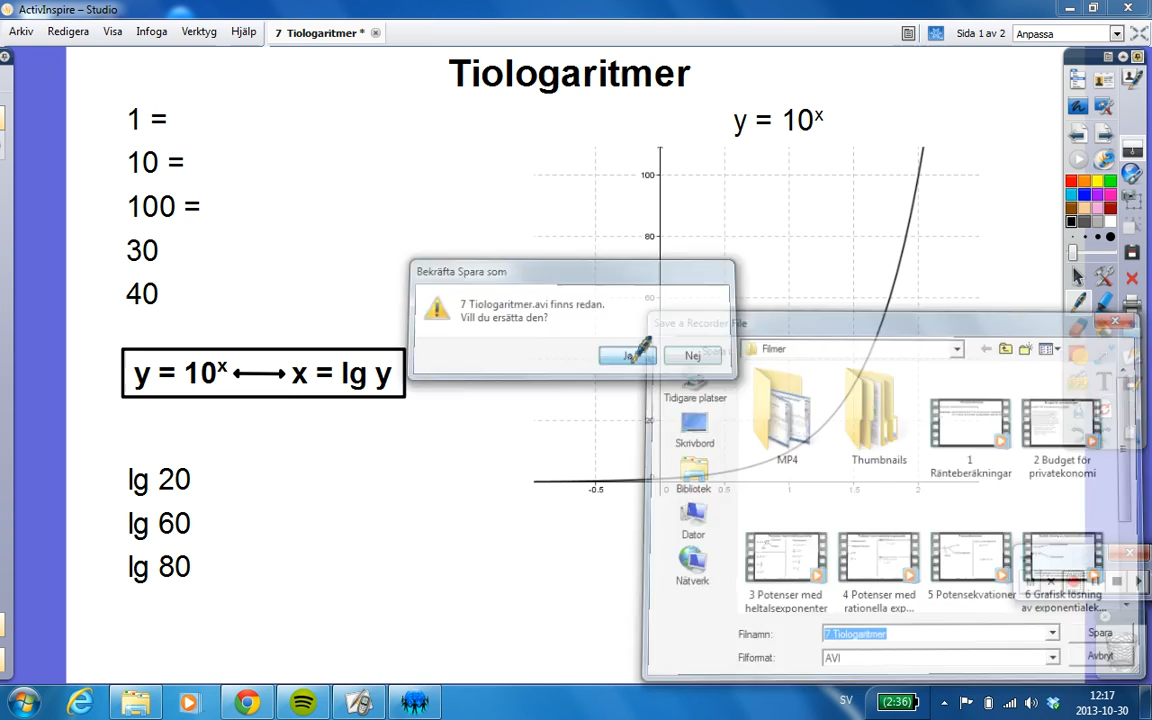 ActivInspire – Studio
Arkiv Redigera Visa Infoga Verktyg Hjälp
7 Tiologaritmer *
Sida 1 av 2
Anpassa
Tiologaritmer
1 =
10 =
100 =
30
40
y = 10ˣ ⟷ x = lg y
lg 20
lg 60
lg 80
y = 10ˣ
100
80
60
20
0
-0.5 0 0.5 1 1.5 2
Bekräfta Spara som
7 Tiologaritmer.avi finns redan.
Vill du ersätta den?
Ja Nej
Save a Recorder File
Filmer
Tidigare platser
Skrivbord
Bibliotek
Dator
Nätverk
MP4
Thumbnails
1
Ränteberäkningar
2 Budget för
privatekonomi
3 Potenser med
heltalsexponenter
4 Potenser med
rationella exp...
5 Potensekvationer
6 Grafisk lösning
av exponentialek...
Filnamn:
7 Tiologaritmer
Spara
Filformat:
AVI
Avbryt
SV
(2:36)
12:17
2013-10-30